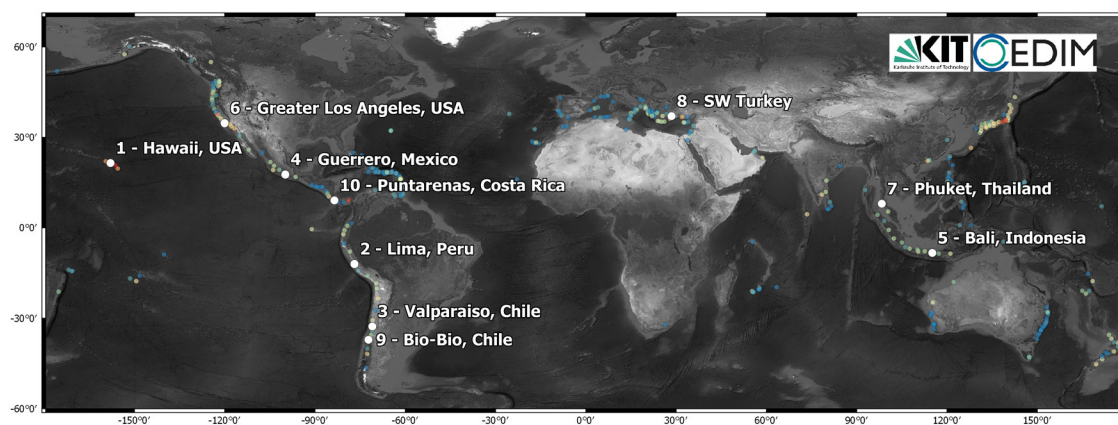 60°0'
KIT
Karlsruhe Institute of Technology
CEDIM
8 - SW Turkey
6 - Greater Los Angeles, USA
30°0'
1 - Hawaii, USA
4 - Guerrero, Mexico
10 - Puntarenas, Costa Rica
7 - Phuket, Thailand
0°0'
5 - Bali, Indonesia
2 - Lima, Peru
-30°0'
3 - Valparaiso, Chile
9 - Bio-Bio, Chile
-60°0'
-150°0' -120°0' -90°0' -60°0' -30°0' 0°0' 30°0' 60°0' 90°0' 120°0' 150°0'